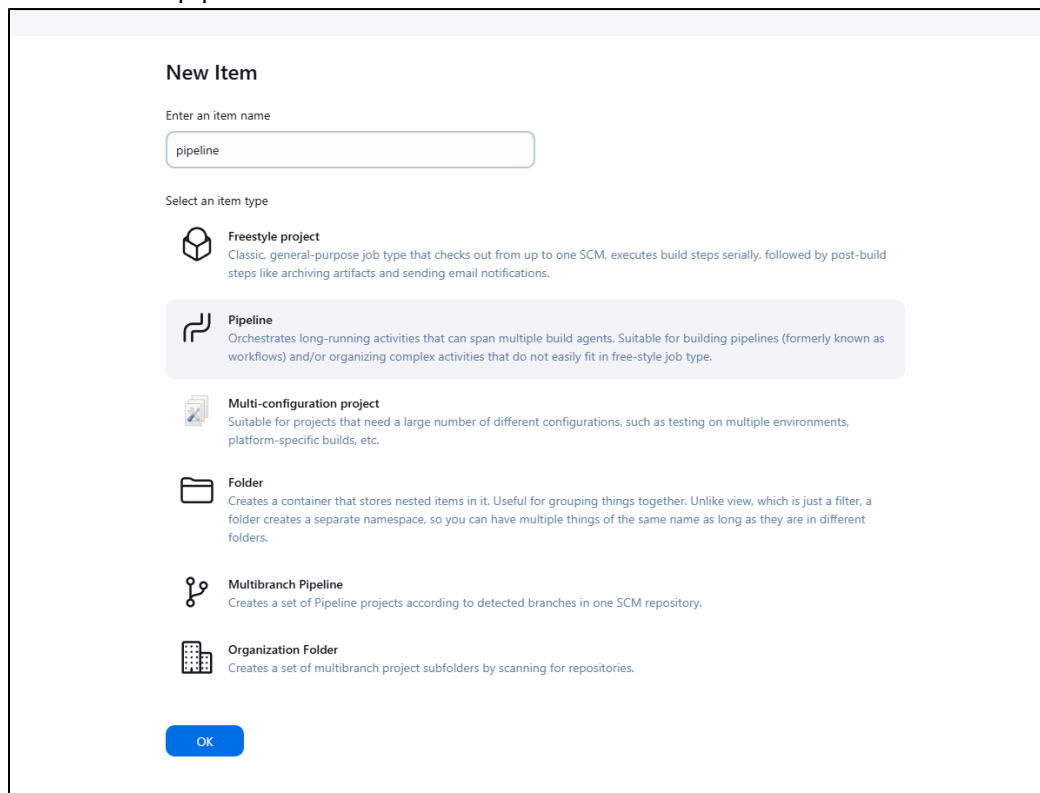 New Item
Enter an item name
pipeline
Select an item type
Freestyle project
Classic, general-purpose job type that checks out from up to one SCM, executes build steps serially, followed by post-build
steps like archiving artifacts and sending email notifications.
Pipeline
Orchestrates long-running activities that can span multiple build agents. Suitable for building pipelines (formerly known as
workflows) and/or organizing complex activities that do not easily fit in free-style job type.
Multi-configuration project
Suitable for projects that need a large number of different configurations, such as testing on multiple environments,
platform-specific builds, etc.
Folder
Creates a container that stores nested items in it. Useful for grouping things together. Unlike view, which is just a filter, a
folder creates a separate namespace, so you can have multiple things of the same name as long as they are in different
folders.
Multibranch Pipeline
Creates a set of Pipeline projects according to detected branches in one SCM repository.
Organization Folder
Creates a set of multibranch project subfolders by scanning for repositories.
OK